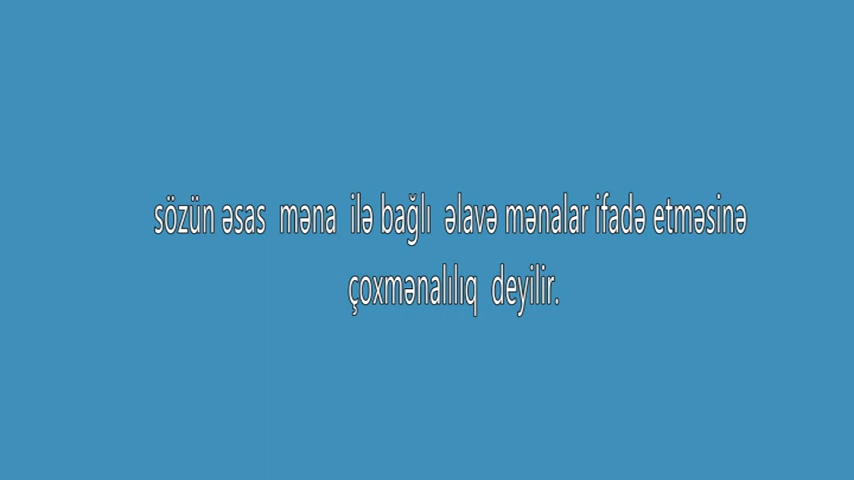 sözün əsas məna ilə bağlı əlavə mənalar ifadə etməsinə
çoxmənalılıq deyilir.